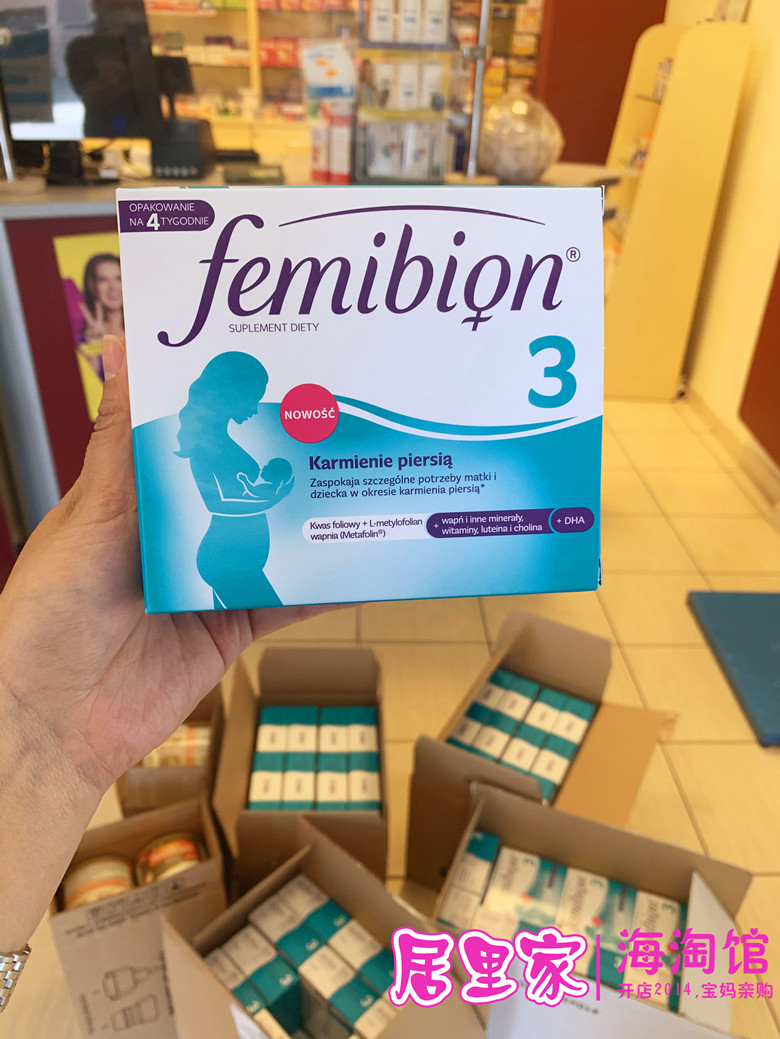 OPAKOWANIE
NA 4 TYGODNIE
femibion®
SUPLEMENT DIETY
3
NOWOŚĆ
Karmienie piersią
Zaspokaja szczególne potrzeby matki i
dziecka w okresie karmienia piersią*
Kwas foliowy + L-metylofolian
wapnia (Metafolin®)
+ wapń i inne minerały,
witaminy, luteina i cholina
+ DHA
3
居里家 | 海淘馆
开店2014,宝妈亲购